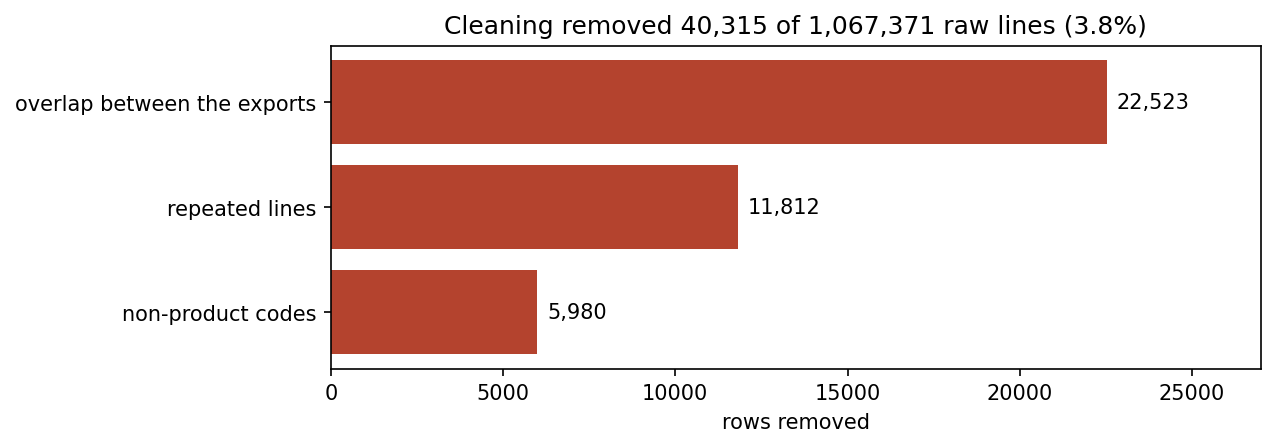 Cleaning removed 40,315 of 1,067,371 raw lines (3.8%)
overlap between the exports
22,523
repeated lines
11,812
non-product codes
5,980
0 5000 10000 15000 20000 25000
rows removed